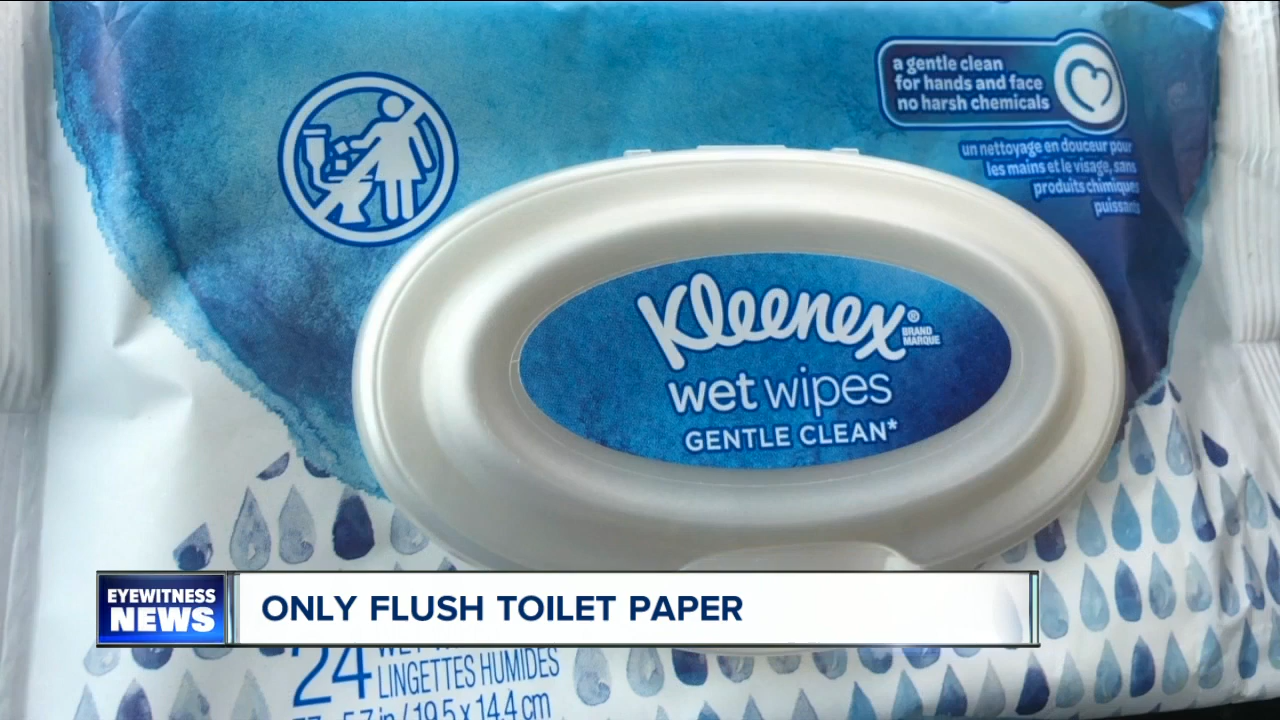 a gentle clean
for hands and face
no harsh chemicals
un nettoyage en douceur pour
les mains et le visage, sans
produits chimiques
puissants
Kleenex®
BRAND
MARQUE
wet wipes
GENTLE CLEAN*
EYEWITNESS
NEWS
ONLY FLUSH TOILET PAPER
24
LINGETTES HUMIDES
5.7 in / 19.5 x 14.4 cm